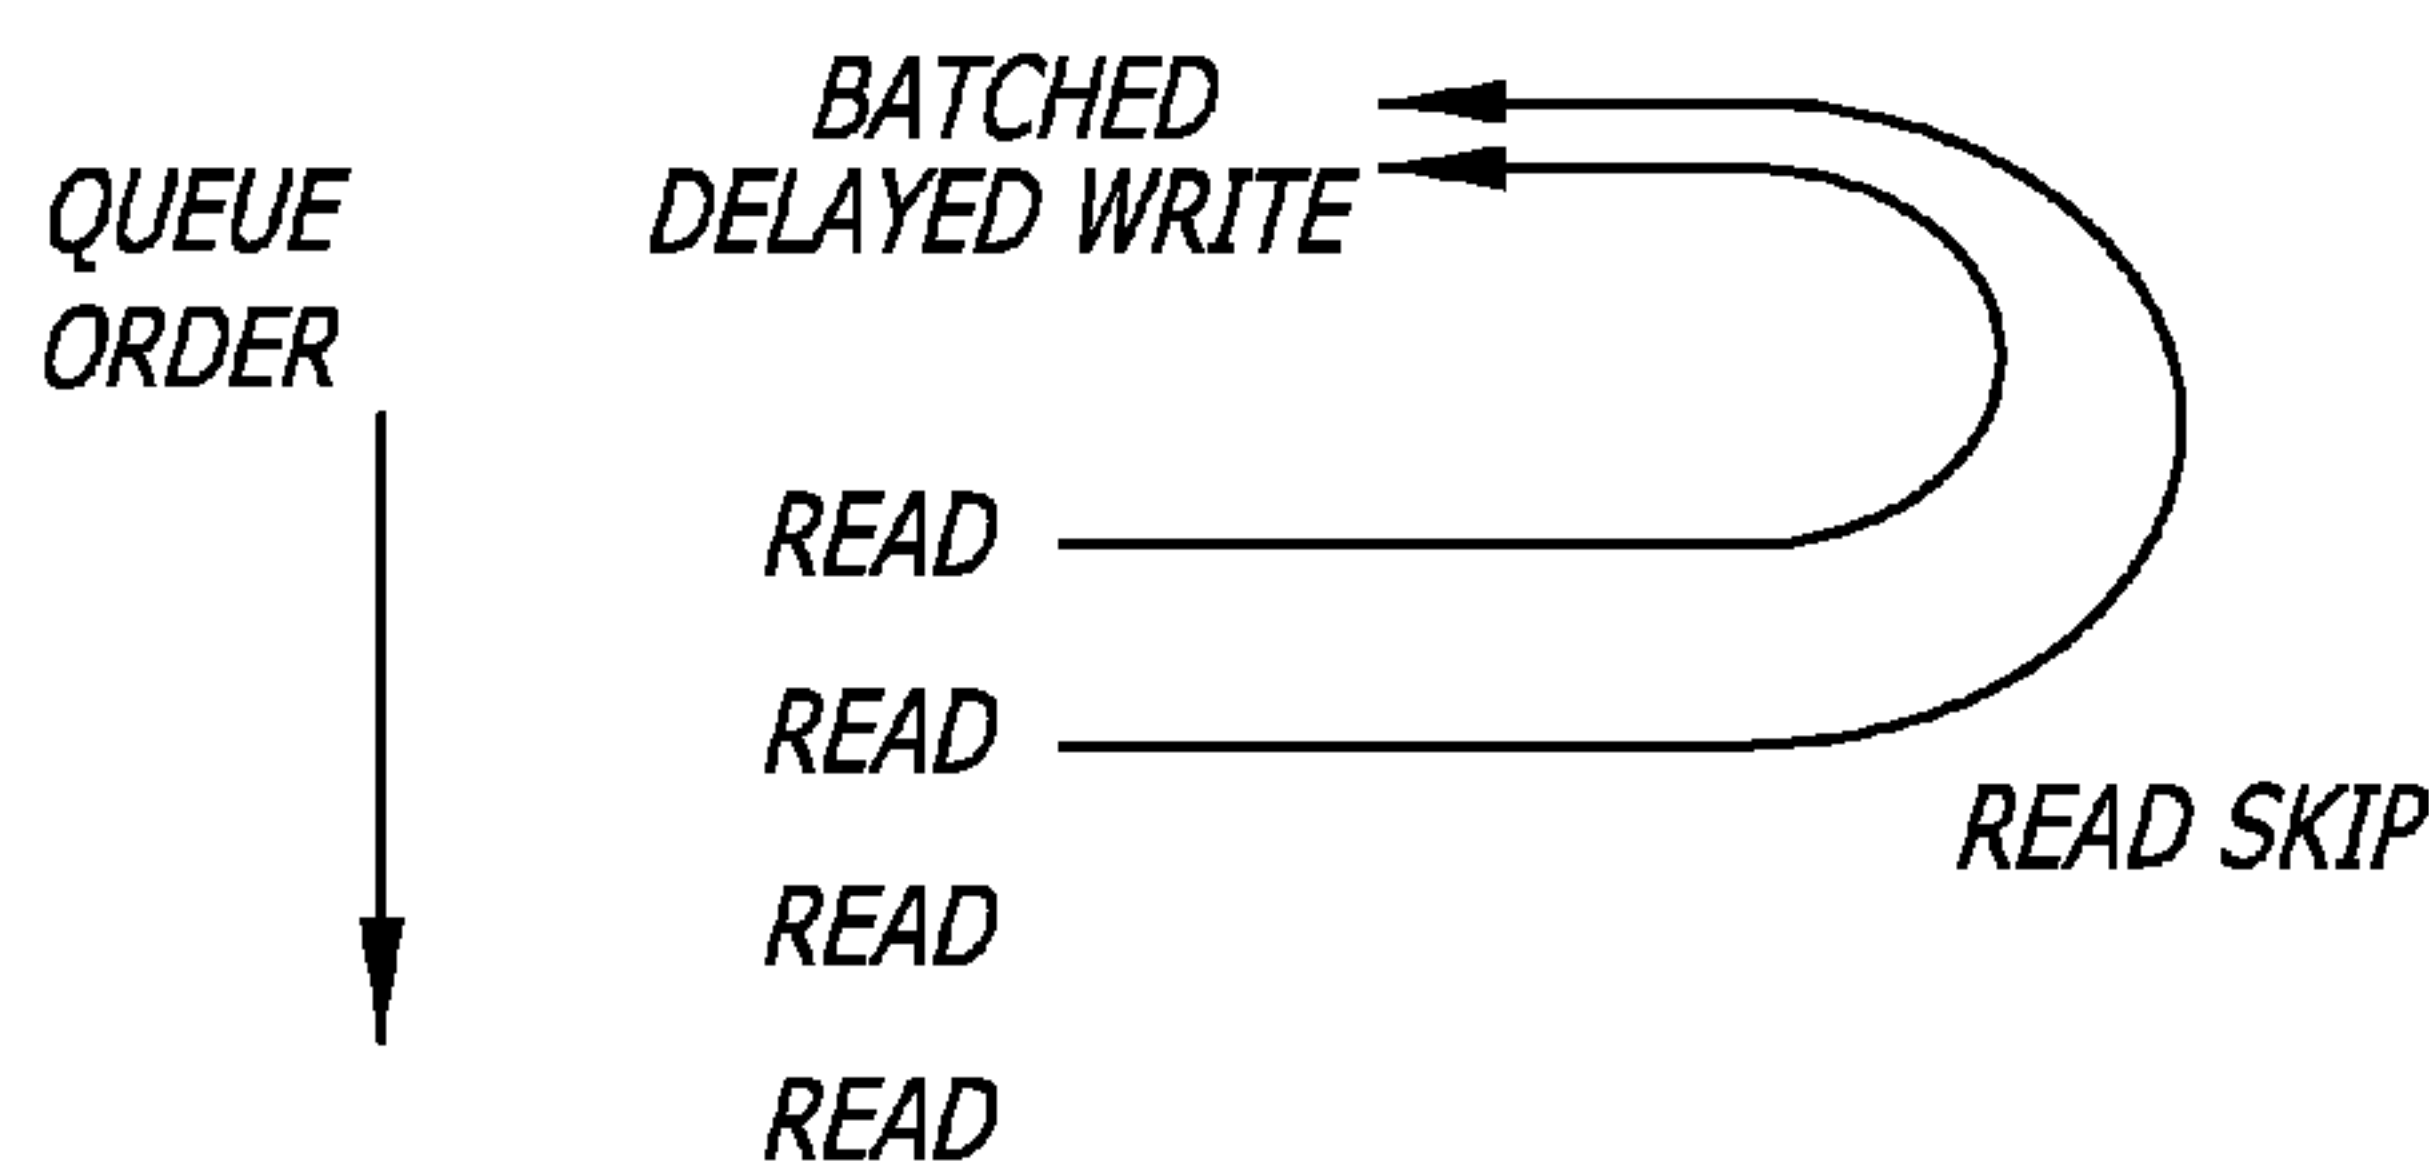 QUEUE
ORDER
BATCHED
DELAYED WRITE
READ
READ
READ SKIP
READ
READ